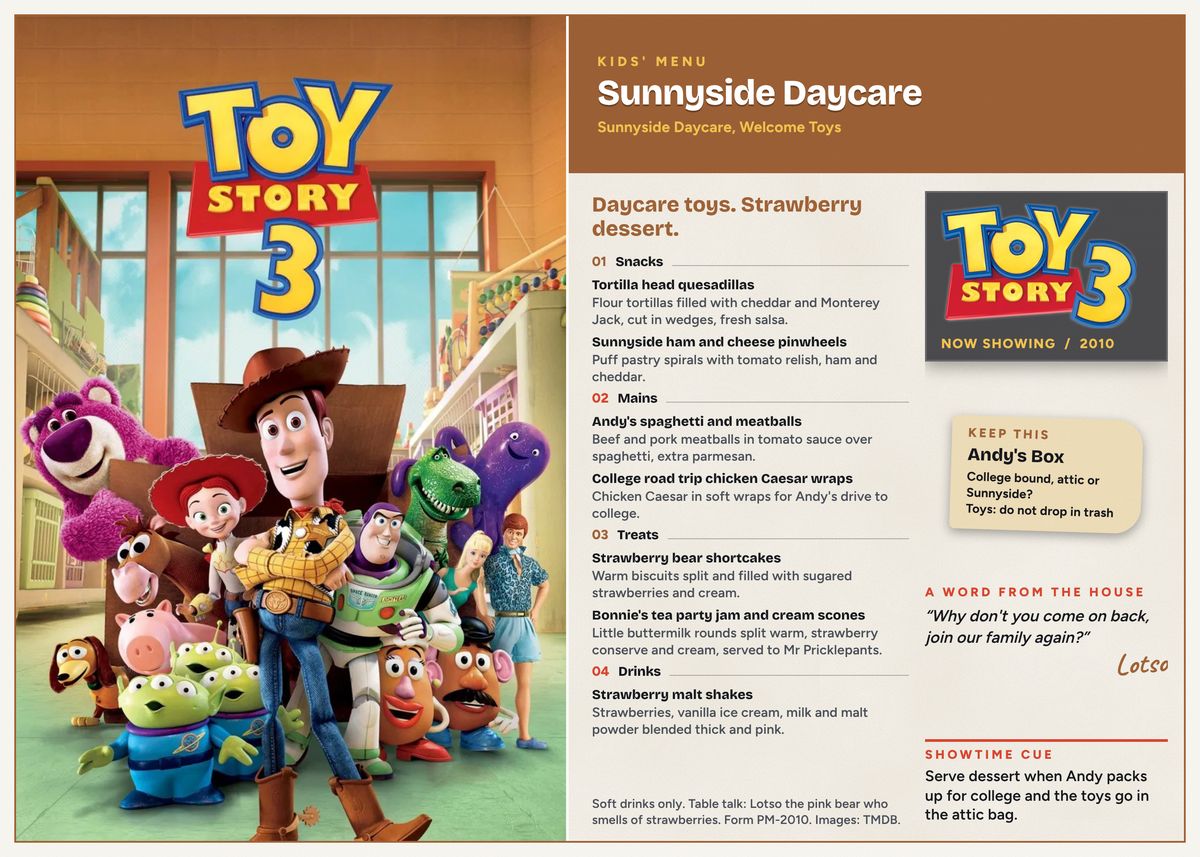 TOY
STORY
3
KIDS' MENU
Sunnyside Daycare
Sunnyside Daycare, Welcome Toys
Daycare toys. Strawberry
dessert.
01 Snacks
Tortilla head quesadillas
Flour tortillas filled with cheddar and Monterey
Jack, cut in wedges, fresh salsa.
Sunnyside ham and cheese pinwheels
Puff pastry spirals with tomato relish, ham and
cheddar.
02 Mains
Andy's spaghetti and meatballs
Beef and pork meatballs in tomato sauce over
spaghetti, extra parmesan.
College road trip chicken Caesar wraps
Chicken Caesar in soft wraps for Andy's drive to
college.
03 Treats
Strawberry bear shortcakes
Warm biscuits split and filled with sugared
strawberries and cream.
Bonnie's tea party jam and cream scones
Little buttermilk rounds split warm, strawberry
conserve and cream, served to Mr Pricklepants.
04 Drinks
Strawberry malt shakes
Strawberries, vanilla ice cream, milk and malt
powder blended thick and pink.
Soft drinks only. Table talk: Lotso the pink bear who
smells of strawberries. Form PM-2010. Images: TMDB.
TOY
STORY 3
NOW SHOWING / 2010
KEEP THIS
Andy's Box
College bound, attic or
Sunnyside?
Toys: do not drop in trash
A WORD FROM THE HOUSE
“Why don't you come on back,
join our family again?”
Lotso
SHOWTIME CUE
Serve dessert when Andy packs
up for college and the toys go in
the attic bag.